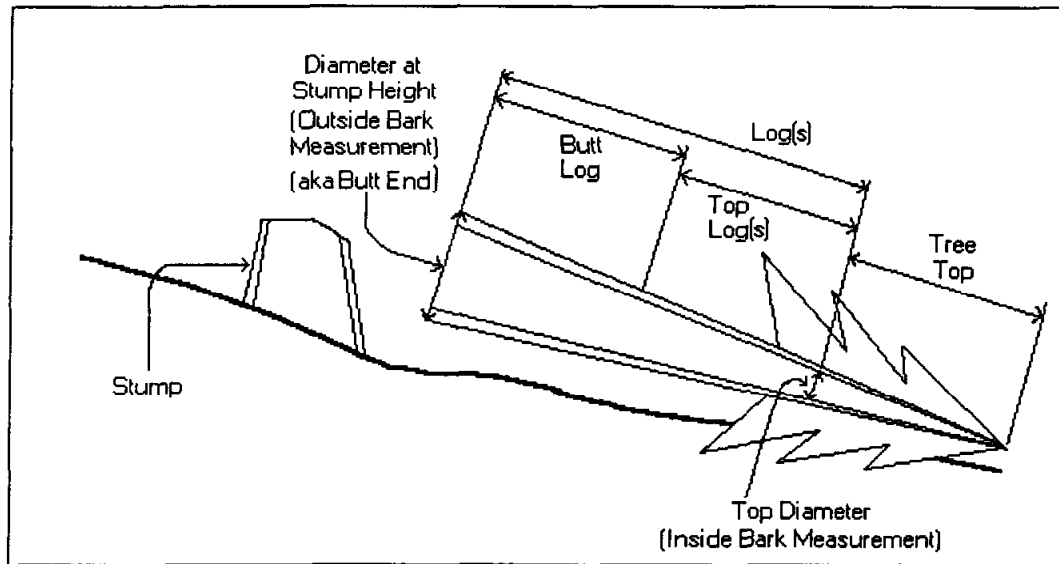 Diameter at
Stump Height
(Outside Bark
Measurement)
(aka Butt End)
Log(s)
Butt
Log
Top
Log(s)
Tree
Top
Stump
Top Diameter
(Inside Bark Measurement)